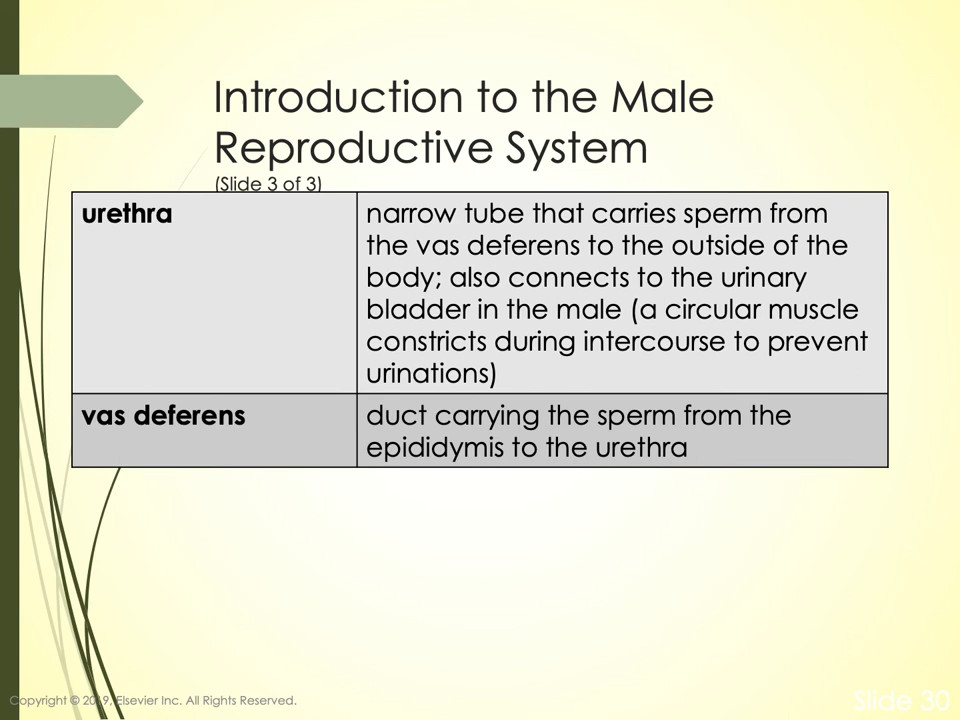 Introduction to the Male
Reproductive System
(Slide 3 of 3)
urethra
narrow tube that carries sperm from
the vas deferens to the outside of the
body; also connects to the urinary
bladder in the male (a circular muscle
constricts during intercourse to prevent
urinations)
vas deferens
duct carrying the sperm from the
epididymis to the urethra
Copyright © 2019, Elsevier Inc. All Rights Reserved.
Slide 30